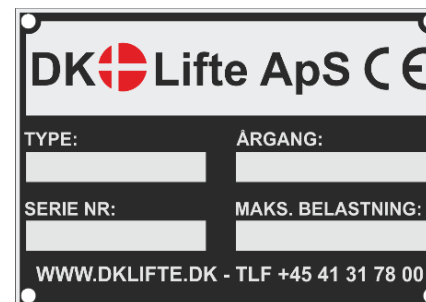 DK Lifte ApS CE
TYPE: ÅRGANG:
SERIE NR: MAKS. BELASTNING:
WWW.DKLIFTE.DK - TLF +45 41 31 78 00